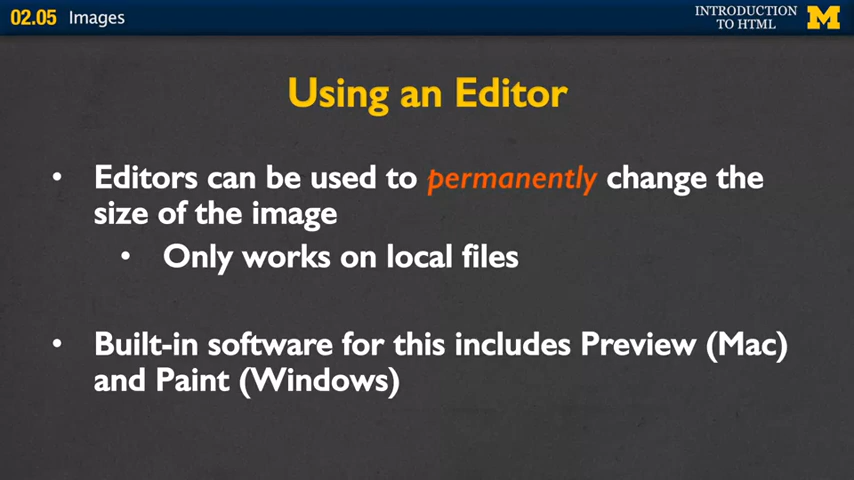 02.05 Images
INTRODUCTION
TO HTML
M
Using an Editor
• Editors can be used to permanently change the
size of the image
• Only works on local files
• Built-in software for this includes Preview (Mac)
and Paint (Windows)